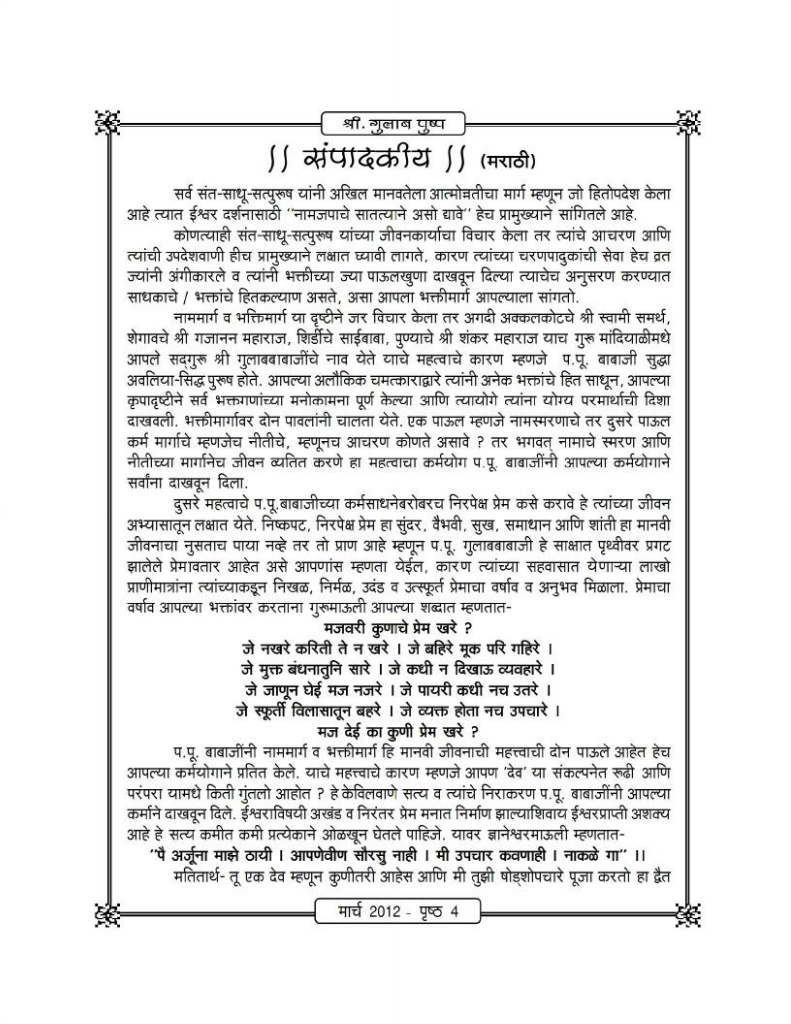 श्री. गुलाब पुष्प
।। संपादकीय ।। (मराठी)
सर्व संत-साधू-सत्पुरूष यांनी अखिल मानवतेला आत्मोन्नतीचा मार्ग म्हणून जो हितोपदेश केला
आहे त्यात ईश्वर दर्शनासाठी ''नामजपाचे सातत्याने असो द्यावे'' हेच प्रामुख्याने सांगितले आहे.
कोणत्याही संत-साधू-सत्पुरूष यांच्या जीवनकार्याचा विचार केला तर त्यांचे आचरण आणि
त्यांची उपदेशवाणी हीच प्रामुख्याने लक्षात घ्यावी लागते, कारण त्यांच्या चरणपादुकांची सेवा हेच व्रत
ज्यांनी अंगीकारले व त्यांनी भक्तीच्या ज्या पाऊलखुणा दाखवून दिल्या त्याचेच अनुसरण करण्यात
साधकाचे / भक्तांचे हितकल्याण असते, असा आपला भक्तीमार्ग आपल्याला सांगतो.
नाममार्ग व भक्तिमार्ग या दृष्टीने जर विचार केला तर अगदी अक्कलकोटचे श्री स्वामी समर्थ,
शेगावचे श्री गजानन महाराज, शिर्डीचे साईबाबा, पुण्याचे श्री शंकर महाराज याच गुरू मांदियाळीमधे
आपले सदगुरू श्री गुलाबबाबाजींचे नाव येते याचे महत्वाचे कारण म्हणजे प.पू. बाबाजी सुद्धा
अवलिया-सिद्ध पुरूष होते. आपल्या अलौकिक चमत्काराद्वारे त्यांनी अनेक भक्तांचे हित साधून, आपल्या
कृपादृष्टीने सर्व भक्तगणांच्या मनोकामना पूर्ण केल्या आणि त्यायोगे त्यांना योग्य परमार्थाची दिशा
दाखवली. भक्तीमार्गावर दोन पावलांनी चालता येते. एक पाऊल म्हणजे नामस्मरणाचे तर दुसरे पाऊल
कर्म मार्गाचे म्हणजेच नीतीचे, म्हणूनच आचरण कोणते असावे ? तर भगवत् नामाचे स्मरण आणि
नीतीच्या मार्गानेच जीवन व्यतित करणे हा महत्वाचा कर्मयोग प.पू. बाबाजींनी आपल्या कर्मयोगाने
सर्वांना दाखवून दिला.
दुसरे महत्वाचे प.पू.बाबाजीच्या कर्मसाधनेबरोबरच निरपेक्ष प्रेम कसे करावे हे त्यांच्या जीवन
अभ्यासातून लक्षात येते. निष्कपट, निरपेक्ष प्रेम हा सुंदर, वैभवी, सुख, समाधान आणि शांती हा मानवी
जीवनाचा नुसताच पाया नव्हे तर तो प्राण आहे म्हणून प.पू. गुलाबबाबाजी हे साक्षात पृथ्वीवर प्रगट
झालेले प्रेमावतार आहेत असे आपणांस म्हणता येईल, कारण त्यांच्या सहवासात येणाऱ्या लाखो
प्राणीमात्रांना त्यांच्याकडून निखळ, निर्मळ, उदंड व उत्स्फूर्त प्रेमाचा वर्षाव व अनुभव मिळाला. प्रेमाचा
वर्षाव आपल्या भक्तांवर करताना गुरूमाऊली आपल्या शब्दात म्हणतात-
मजवरी कुणाचे प्रेम खरे ?
जे नखरे करिती ते न खरे । जे बहिरे मूक परि गहिरे ।
जे मुक्त बंधनातुनि सारे । जे कधी न दिखाऊ व्यवहारे ।
जे जाणून घेई मज नजरे । जे पायरी कधी नच उतरे ।
जे स्फूर्ती विलासातून बहरे । जे व्यक्त होता नच उपचारे ।
मज देई का कुणी प्रेम खरे ?
प.पू. बाबाजींनी नाममार्ग व भक्तीमार्ग हि मानवी जीवनाची महत्त्वाची दोन पाऊले आहेत हेच
आपल्या कर्मयोगाने प्रतित केले. याचे महत्त्वाचे कारण म्हणजे आपण 'देव' या संकल्पनेत रूढी आणि
परंपरा यामधे किती गुंतलो आहोत ? हे केविलवाणे सत्य व त्यांचे निराकरण प.पू. बाबाजींनी आपल्या
कर्माने दाखवून दिले. ईश्वराविषयी अखंड व निरंतर प्रेम मनात निर्माण झाल्याशिवाय ईश्वरप्राप्ती अशक्य
आहे हे सत्य कमीत कमी प्रत्येकाने ओळखून घेतले पाहिजे. यावर ज्ञानेश्वरमाऊली म्हणतात-
''पै अर्जूना माझे ठायी । आपणेवीण सौरसु नाही । मी उपचार कवणाही । नाकळे गा'' ।।
मतितार्थ- तू एक देव म्हणून कुणीतरी आहेस आणि मी तुझी षोड्शोपचारे पूजा करतो हा द्वैत
मार्च 2012 - पृष्ठ 4